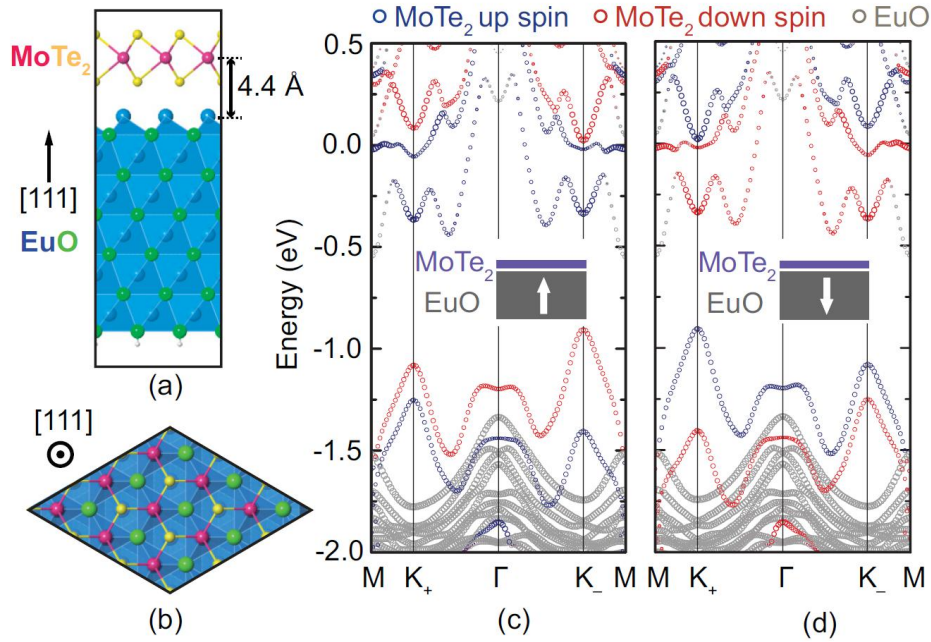 MoTe₂ up spin MoTe₂ down spin EuO
MoTe₂
4.4 Å
[111]
EuO
(a)
[111]
(b)
Energy (eV)
0.5
0.0
-0.5
-1.0
-1.5
-2.0
MoTe₂
EuO
M K₊ Γ K₋ M
(c)
MoTe₂
EuO
M K₊ Γ K₋ M
(d)